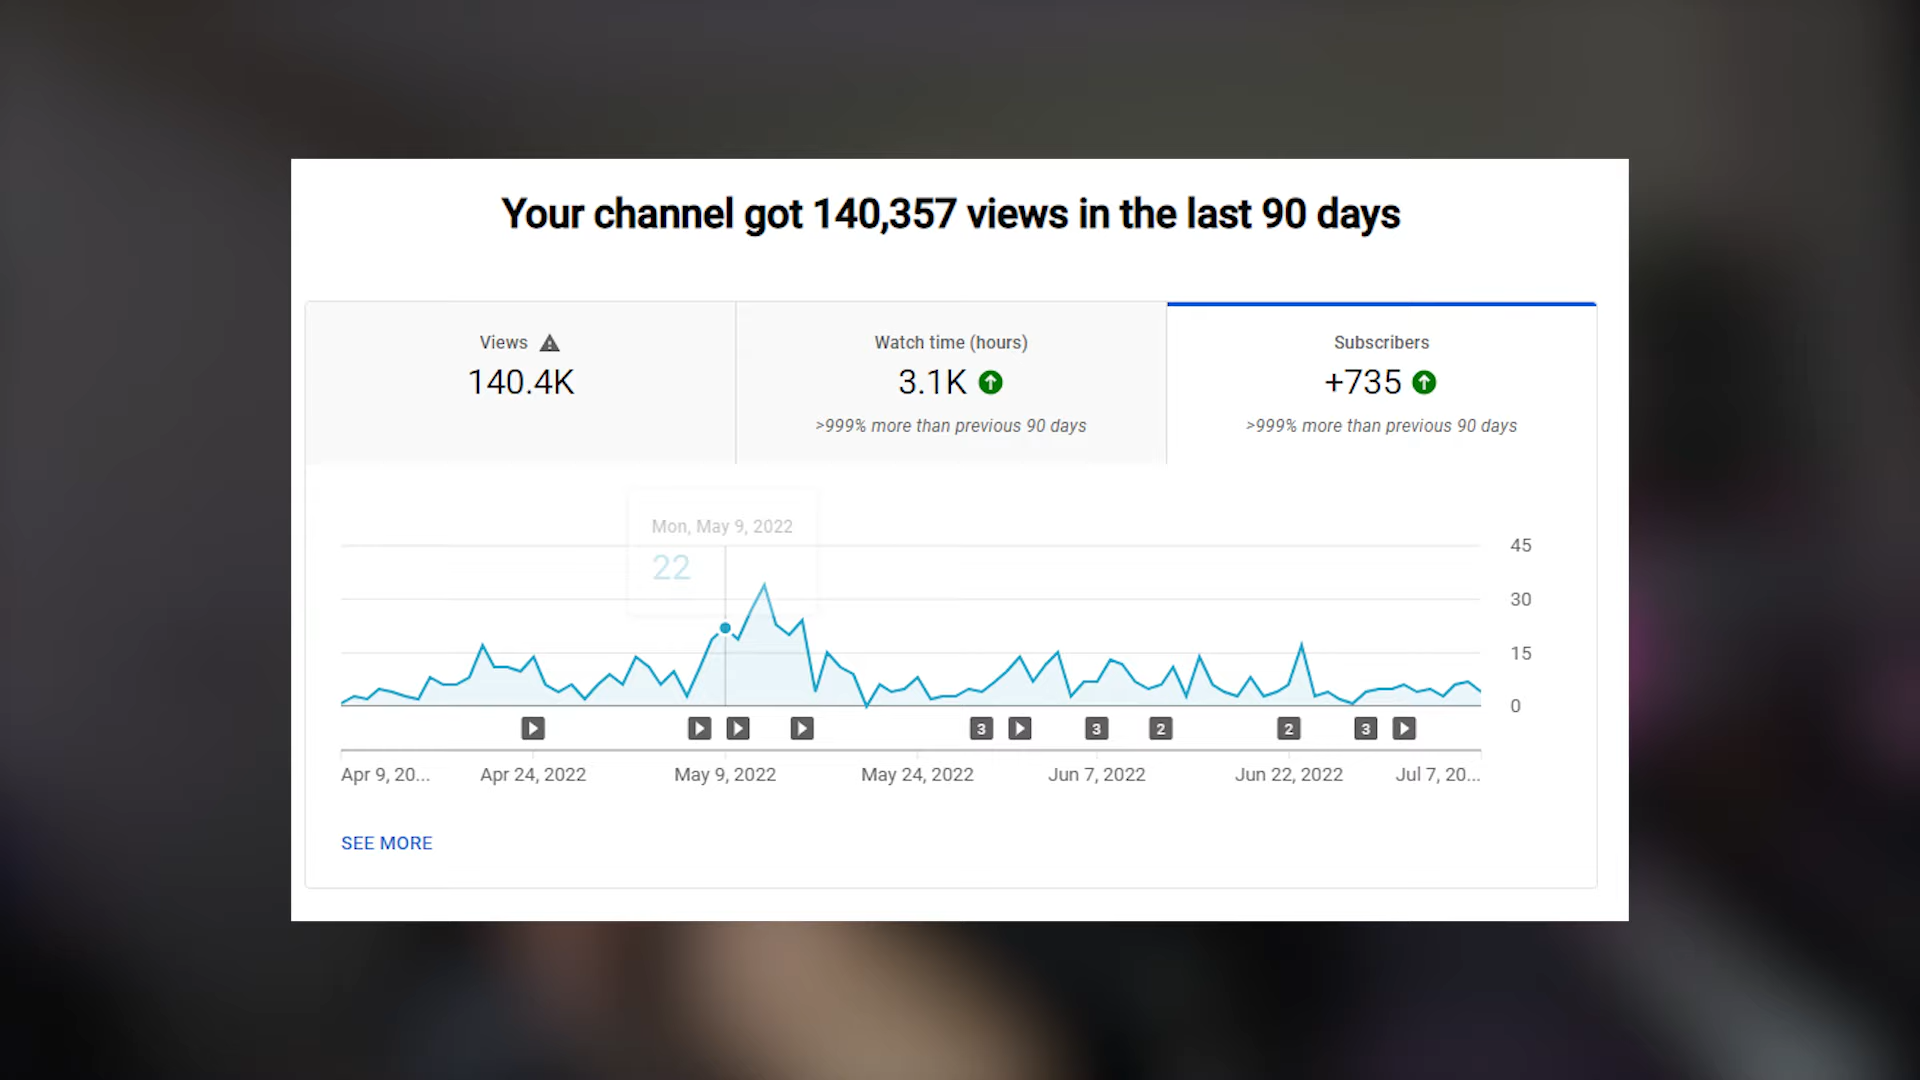 Your channel got 140,357 views in the last 90 days
Views
140.4K
Watch time (hours)
3.1K
>999% more than previous 90 days
Subscribers
+735
>999% more than previous 90 days
Mon, May 9, 2022
22
45
30
15
0
3 3 2 2 3
Apr 9, 20... Apr 24, 2022 May 9, 2022 May 24, 2022 Jun 7, 2022 Jun 22, 2022 Jul 7, 20...
SEE MORE